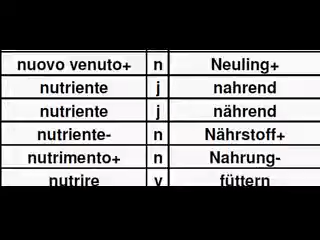 nuovo venuto+ n Neuling+
nutriente j nahrend
nutriente j nährend
nutriente- n Nährstoff+
nutrimento+ n Nahrung-
nutrire v füttern